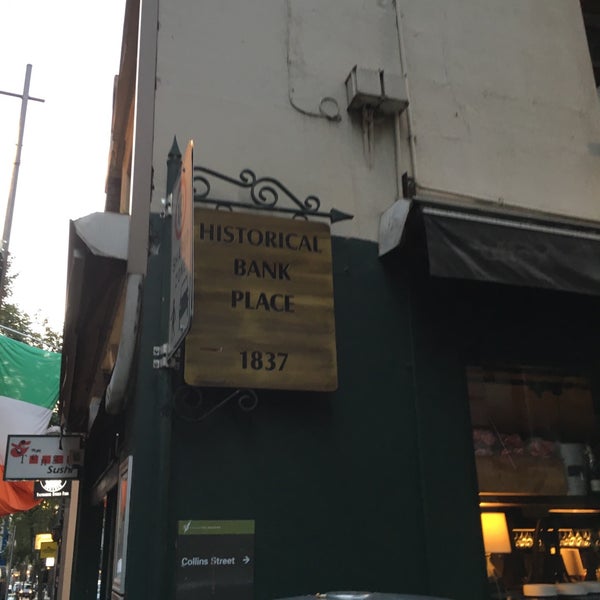 HISTORICAL
BANK
PLACE
1837
Sushi
Collins Street →